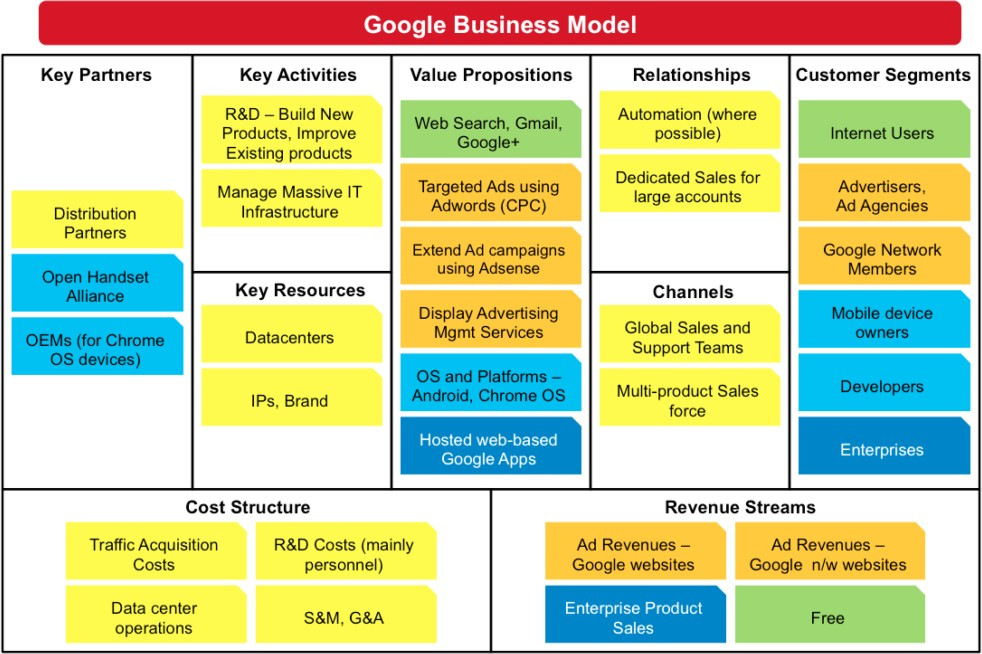 Google Business Model
Key Partners
Distribution
Partners
Open Handset
Alliance
OEMs (for Chrome
OS devices)
Key Activities
R&D – Build New
Products, Improve
Existing products
Manage Massive IT
Infrastructure
Key Resources
Datacenters
IPs, Brand
Value Propositions
Web Search, Gmail,
Google+
Targeted Ads using
Adwords (CPC)
Extend Ad campaigns
using Adsense
Display Advertising
Mgmt Services
OS and Platforms –
Android, Chrome OS
Hosted web-based
Google Apps
Relationships
Automation (where
possible)
Dedicated Sales for
large accounts
Channels
Global Sales and
Support Teams
Multi-product Sales
force
Customer Segments
Internet Users
Advertisers,
Ad Agencies
Google Network
Members
Mobile device
owners
Developers
Enterprises
Cost Structure
Traffic Acquisition
Costs
R&D Costs (mainly
personnel)
Data center
operations
S&M, G&A
Revenue Streams
Ad Revenues –
Google websites
Ad Revenues –
Google n/w websites
Enterprise Product
Sales
Free